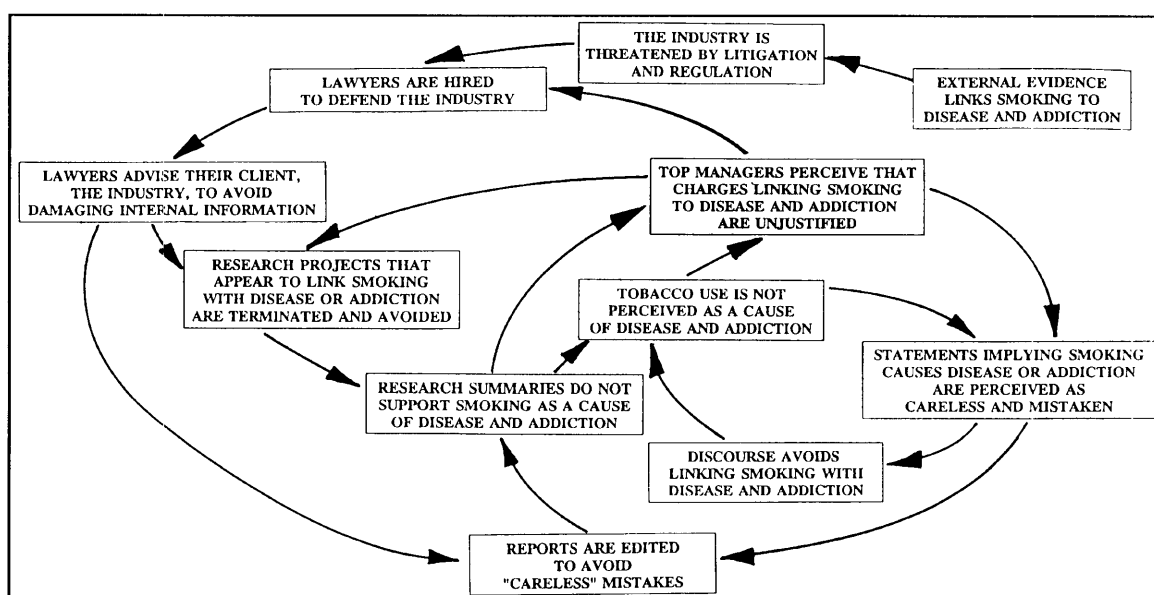 THE INDUSTRY IS
THREATENED BY LITIGATION
AND REGULATION
EXTERNAL EVIDENCE
LINKS SMOKING TO
DISEASE AND ADDICTION
LAWYERS ARE HIRED
TO DEFEND THE INDUSTRY
LAWYERS ADVISE THEIR CLIENT,
THE INDUSTRY, TO AVOID
DAMAGING INTERNAL INFORMATION
TOP MANAGERS PERCEIVE THAT
CHARGES LINKING SMOKING
TO DISEASE AND ADDICTION
ARE UNJUSTIFIED
RESEARCH PROJECTS THAT
APPEAR TO LINK SMOKING
WITH DISEASE OR ADDICTION
ARE TERMINATED AND AVOIDED
TOBACCO USE IS NOT
PERCEIVED AS A CAUSE
OF DISEASE AND ADDICTION
STATEMENTS IMPLYING SMOKING
CAUSES DISEASE OR ADDICTION
ARE PERCEIVED AS
CARELESS AND MISTAKEN
RESEARCH SUMMARIES DO NOT
SUPPORT SMOKING AS A CAUSE
OF DISEASE AND ADDICTION
DISCOURSE AVOIDS
LINKING SMOKING WITH
DISEASE AND ADDICTION
REPORTS ARE EDITED
TO AVOID
"CARELESS" MISTAKES